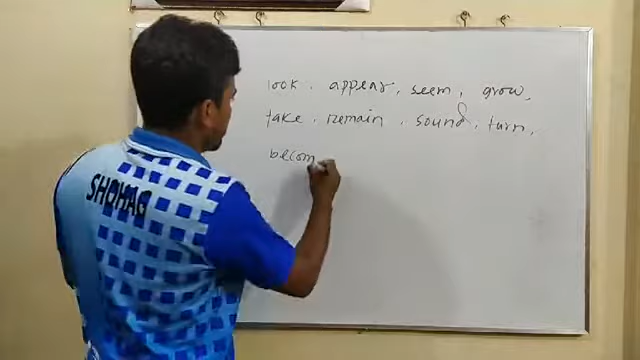 look, appear, seem, grow,
take, remain, sound, turn,
becom
SHOHAG